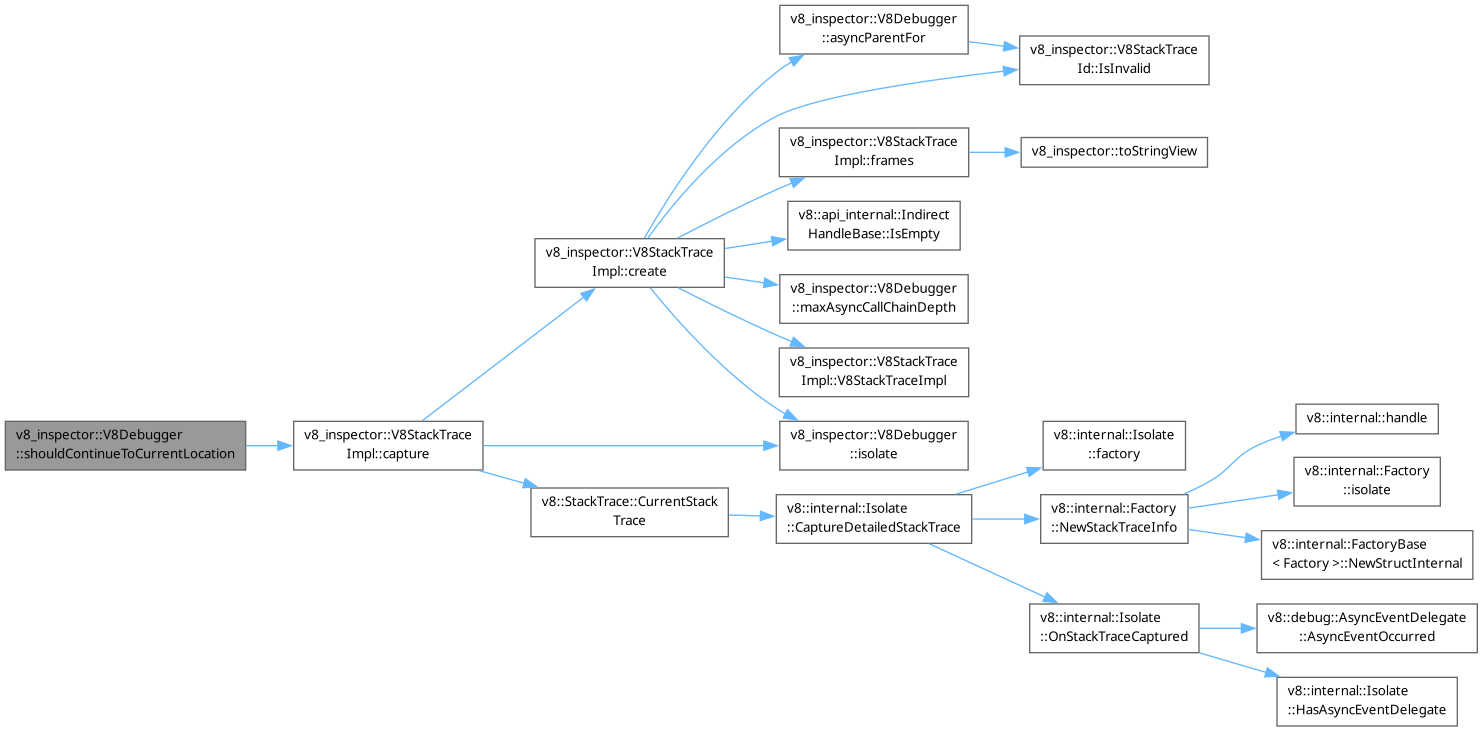 v8_inspector::V8Debugger
::shouldContinueToCurrentLocation
v8_inspector::V8StackTrace
Impl::capture
v8_inspector::V8StackTrace
Impl::create
v8_inspector::V8Debugger
::asyncParentFor
v8_inspector::V8StackTrace
Id::IsInvalid
v8_inspector::V8StackTrace
Impl::frames
v8_inspector::toStringView
v8::api_internal::Indirect
HandleBase::IsEmpty
v8_inspector::V8Debugger
::maxAsyncCallChainDepth
v8_inspector::V8StackTrace
Impl::V8StackTraceImpl
v8_inspector::V8Debugger
::isolate
v8::StackTrace::CurrentStack
Trace
v8::internal::Isolate
::CaptureDetailedStackTrace
v8::internal::Isolate
::factory
v8::internal::Factory
::NewStackTraceInfo
v8::internal::handle
v8::internal::Factory
::isolate
v8::internal::FactoryBase
< Factory >::NewStructInternal
v8::internal::Isolate
::OnStackTraceCaptured
v8::debug::AsyncEventDelegate
::AsyncEventOccurred
v8::internal::Isolate
::HasAsyncEventDelegate